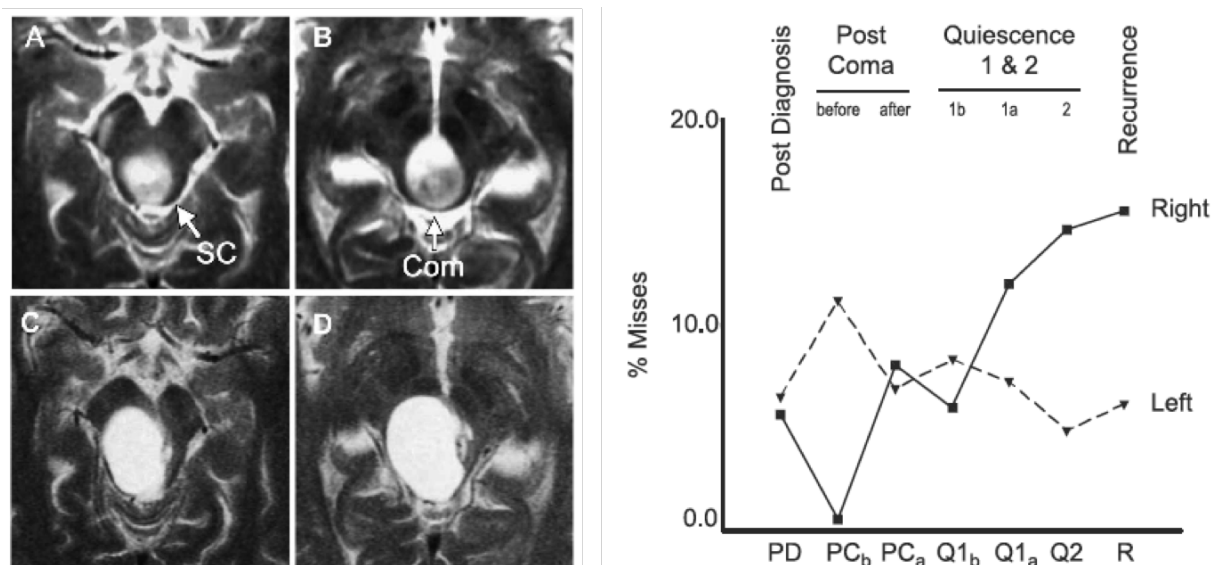 A
B
SC
Com
C
D
Post Diagnosis
Post
Coma
before
after
Quiescence
1 & 2
1b
1a
2
Recurrence
20.0
10.0
0.0
% Misses
Right
Left
PD
PCb
PCa
Q1b
Q1a
Q2
R